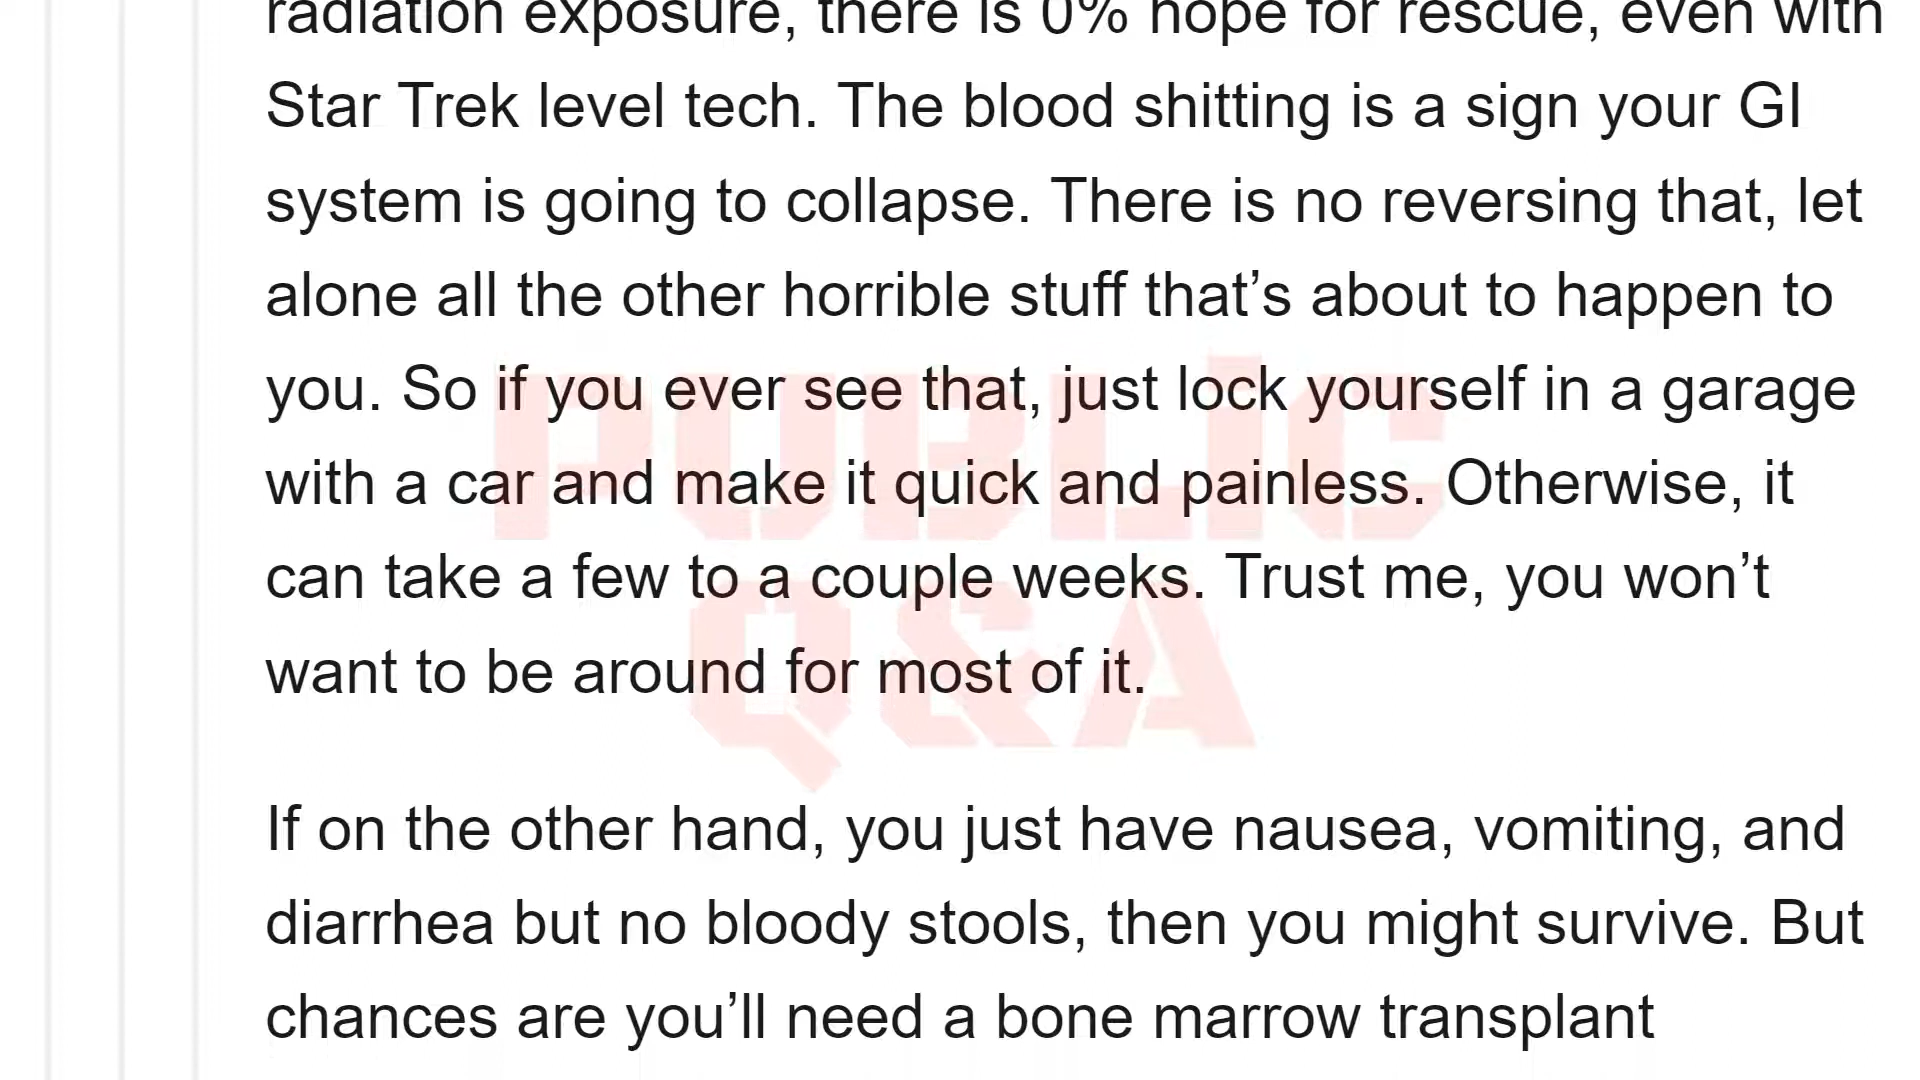 radiation exposure, there is 0% hope for rescue, even with
Star Trek level tech. The blood shitting is a sign your GI
system is going to collapse. There is no reversing that, let
alone all the other horrible stuff that’s about to happen to
you. So if you ever see that, just lock yourself in a garage
with a car and make it quick and painless. Otherwise, it
can take a few to a couple weeks. Trust me, you won’t
want to be around for most of it.
If on the other hand, you just have nausea, vomiting, and
diarrhea but no bloody stools, then you might survive. But
chances are you’ll need a bone marrow transplant
PUBLIC
Q&A